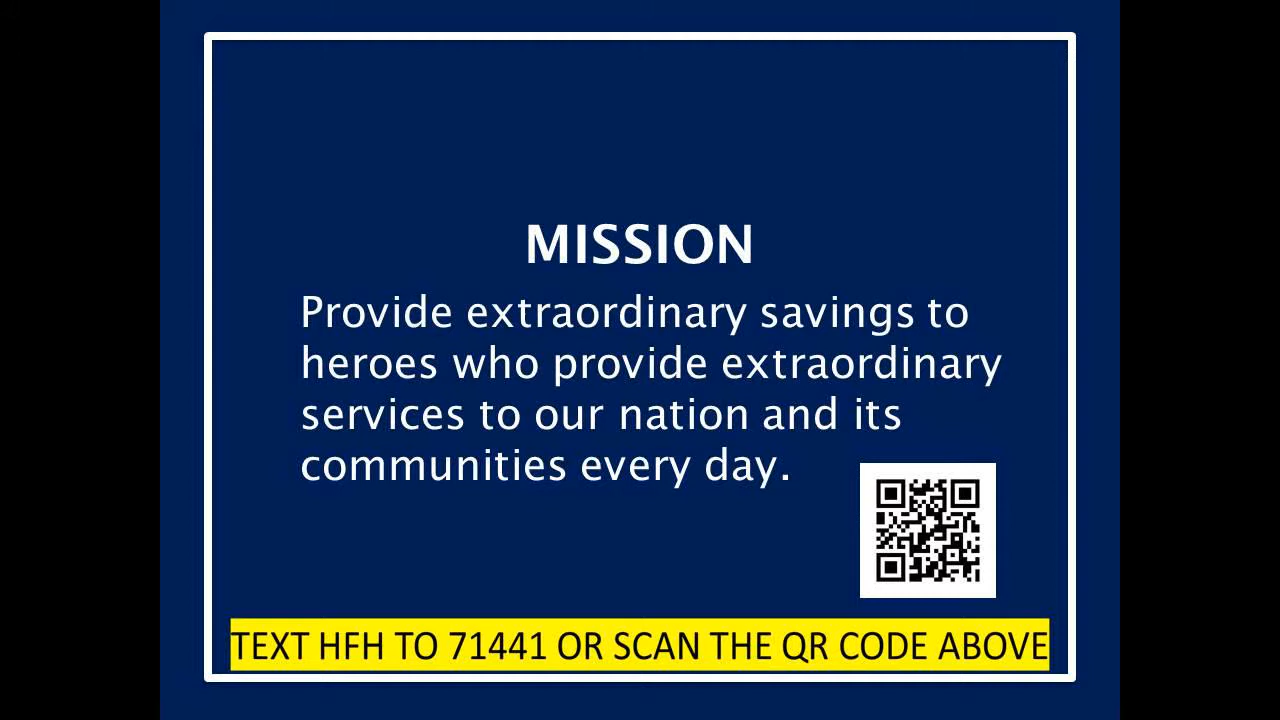 MISSION
Provide extraordinary savings to
heroes who provide extraordinary
services to our nation and its
communities every day.
TEXT HFH TO 71441 OR SCAN THE QR CODE ABOVE